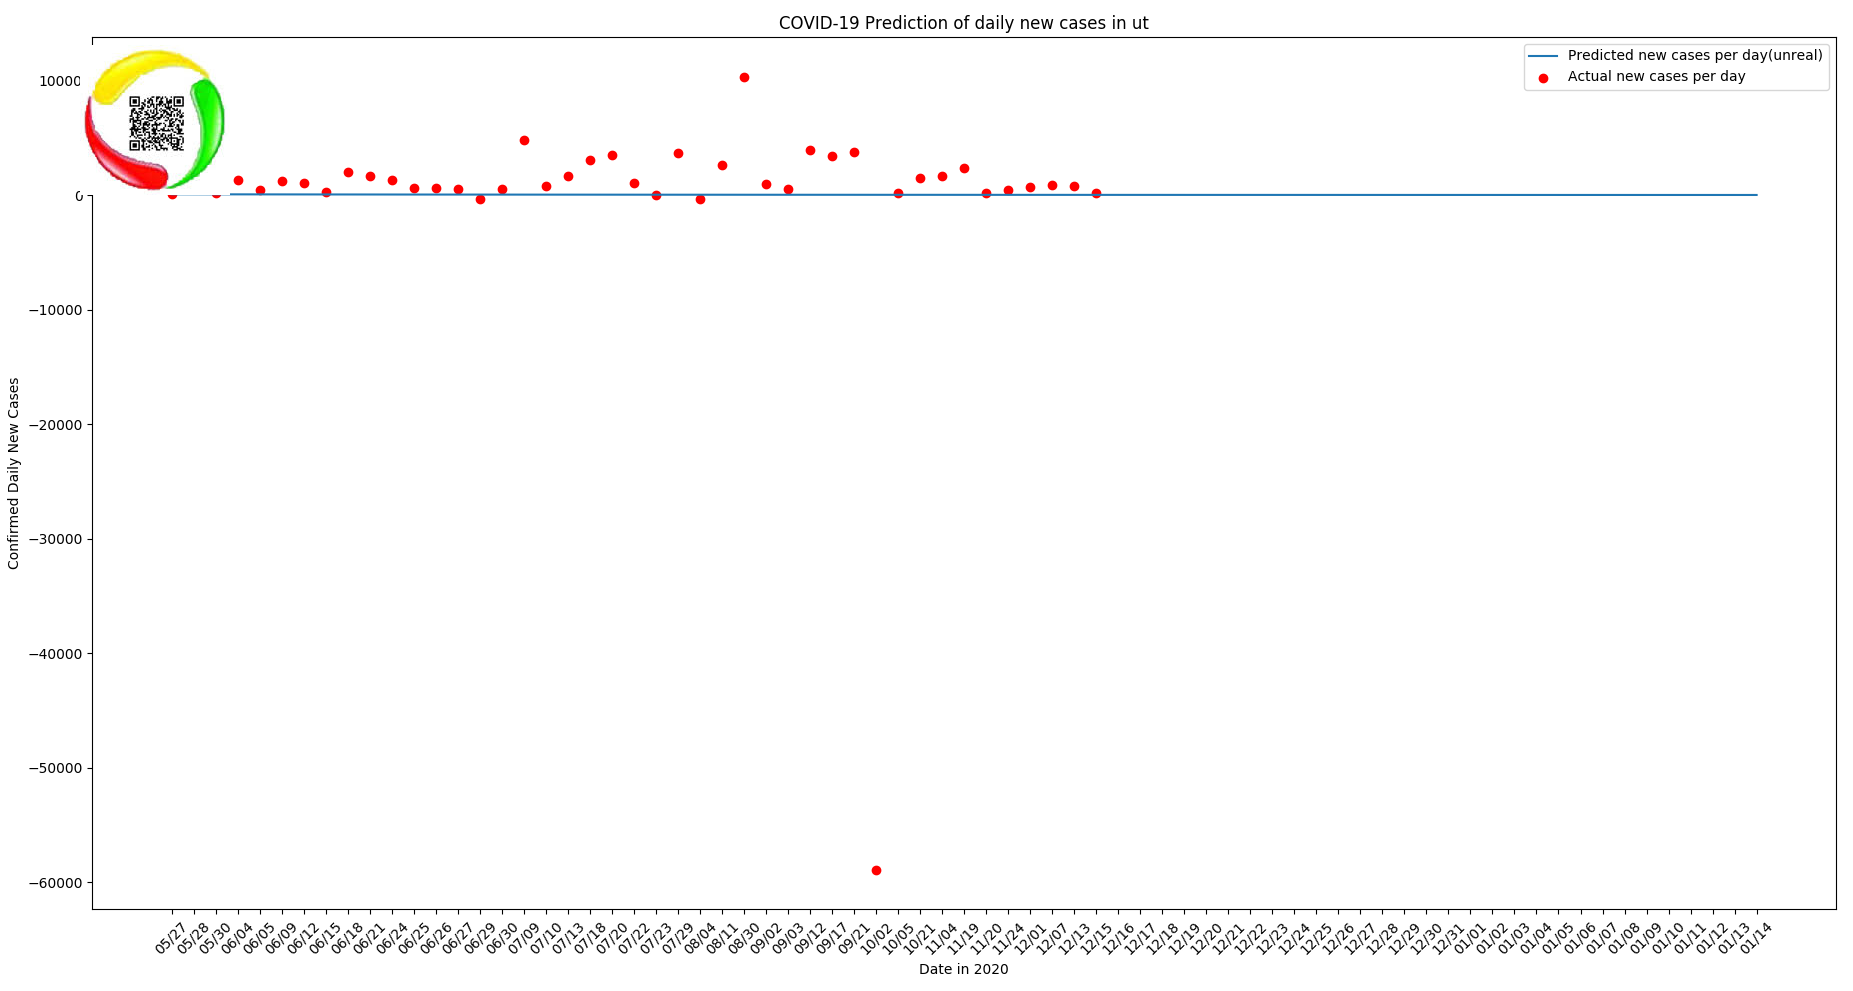 COVID-19 Prediction of daily new cases in ut
Predicted new cases per day(unreal)
Actual new cases per day
10000
0
−10000
−20000
−30000
−40000
−50000
−60000
Confirmed Daily New Cases
05/27 05/28 05/30 06/04 06/05 06/09 06/12 06/15 06/18 06/21 06/24 06/25 06/26 06/27 06/29 06/30 07/09 07/10 07/13 07/18 07/20 07/22 07/23 07/29 08/04 08/11 08/30 09/02 09/03 09/12 09/17 09/21 10/02 10/05 10/21 11/04 11/19 11/20 11/24 12/01 12/07 12/13 12/15 12/16 12/17 12/18 12/19 12/20 12/21 12/22 12/23 12/24 12/25 12/26 12/27 12/28 12/29 12/30 12/31 01/01 01/02 01/03 01/04 01/05 01/06 01/07 01/08 01/09 01/10 01/11 01/12 01/13 01/14
Date in 2020